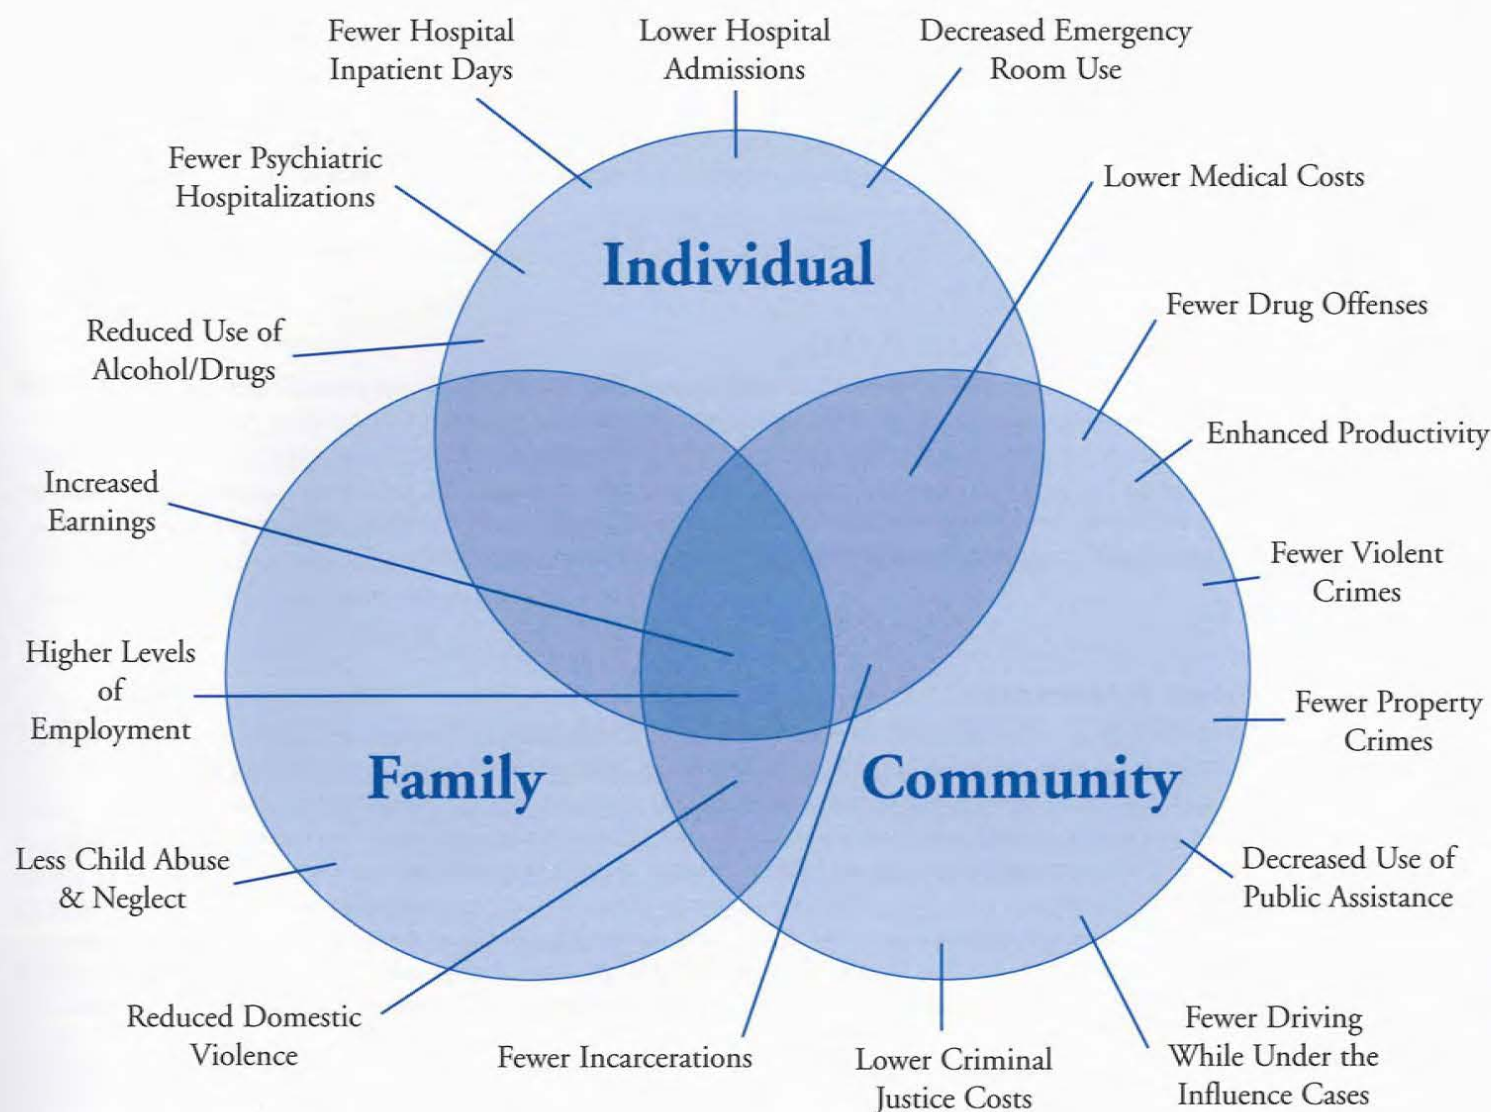 Fewer Hospital
Inpatient Days
Lower Hospital
Admissions
Decreased Emergency
Room Use
Fewer Psychiatric
Hospitalizations
Lower Medical Costs
Individual
Reduced Use of
Alcohol/Drugs
Fewer Drug Offenses
Enhanced Productivity
Increased
Earnings
Fewer Violent
Crimes
Higher Levels
of
Employment
Fewer Property
Crimes
Family
Community
Less Child Abuse
& Neglect
Decreased Use of
Public Assistance
Reduced Domestic
Violence
Fewer Incarcerations
Lower Criminal
Justice Costs
Fewer Driving
While Under the
Influence Cases